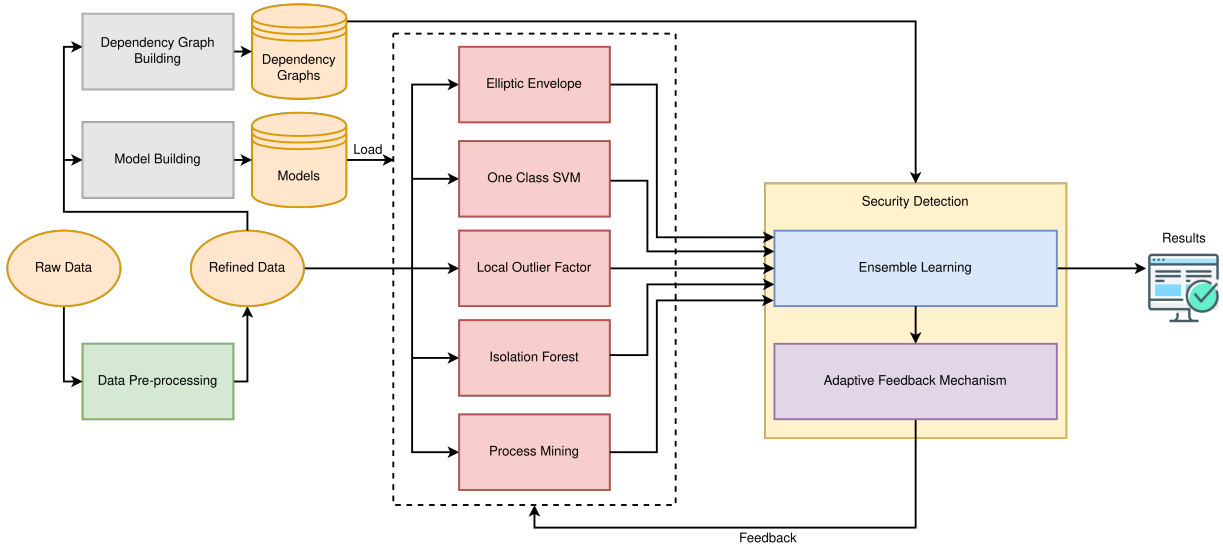 Dependency Graph
Building
Dependency
Graphs
Elliptic Envelope
Model Building
Models
Load
One Class SVM
Security Detection
Raw Data
Refined Data
Local Outlier Factor
Ensemble Learning
Results
Isolation Forest
Data Pre-processing
Adaptive Feedback Mechanism
Process Mining
Feedback